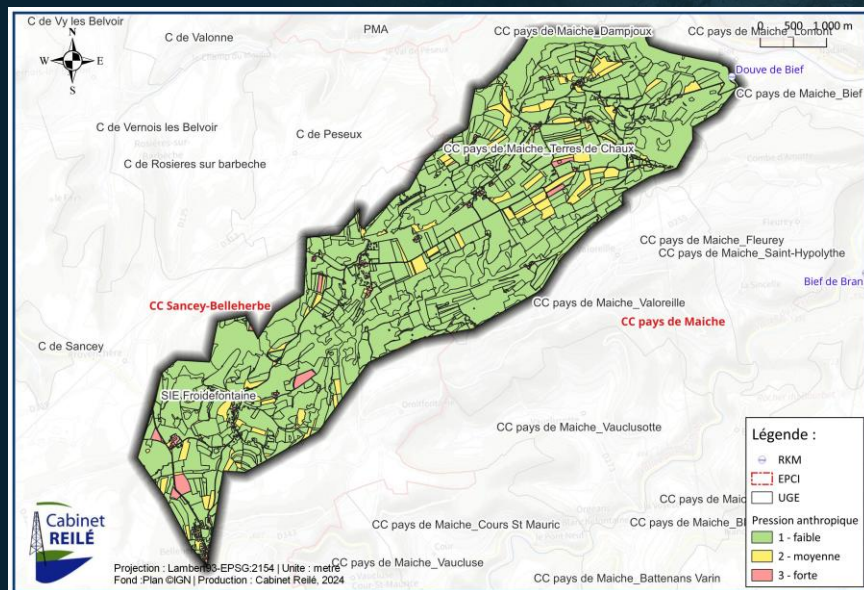 C de Vy les Belvoir
PMA
CC pays de Maiche_Dampjoux
CC pays de Maiche_Lomont
0 500 1 000 m
C de Valonne
N
W E
S
Douve de Bief
CC pays de Maiche_Bief
C de Vernois les Belvoir
C de Peseux
CC pays de Maiche_Terres de Chaux
C de Rosieres sur barbeche
CC pays de Maiche_Fleurey
CC pays de Maiche_Saint-Hypolythe
Bief de Bran
CC Sancey-Belleherbe
CC pays de Maiche_Valoreille
CC pays de Maiche
C de Sancey
SIE Froidefontaine
CC pays de Maiche_Vauclusotte
Légende :
RKM
EPCI
UGE
Pression anthropique
1 - faible
2 - moyenne
3 - forte
CC pays de Maic
CC pays de Maiche_Cours St Mauric
CC pays de Maiche_Bl
Cabinet
REILÉ
CC pays de Maiche_Vaucluse
CC pays de Maiche_Battenans Varin
Projection : Lambert93-EPSG:2154 | Unite : metre
Fond :Plan ©IGN | Production : Cabinet Reilé, 2024